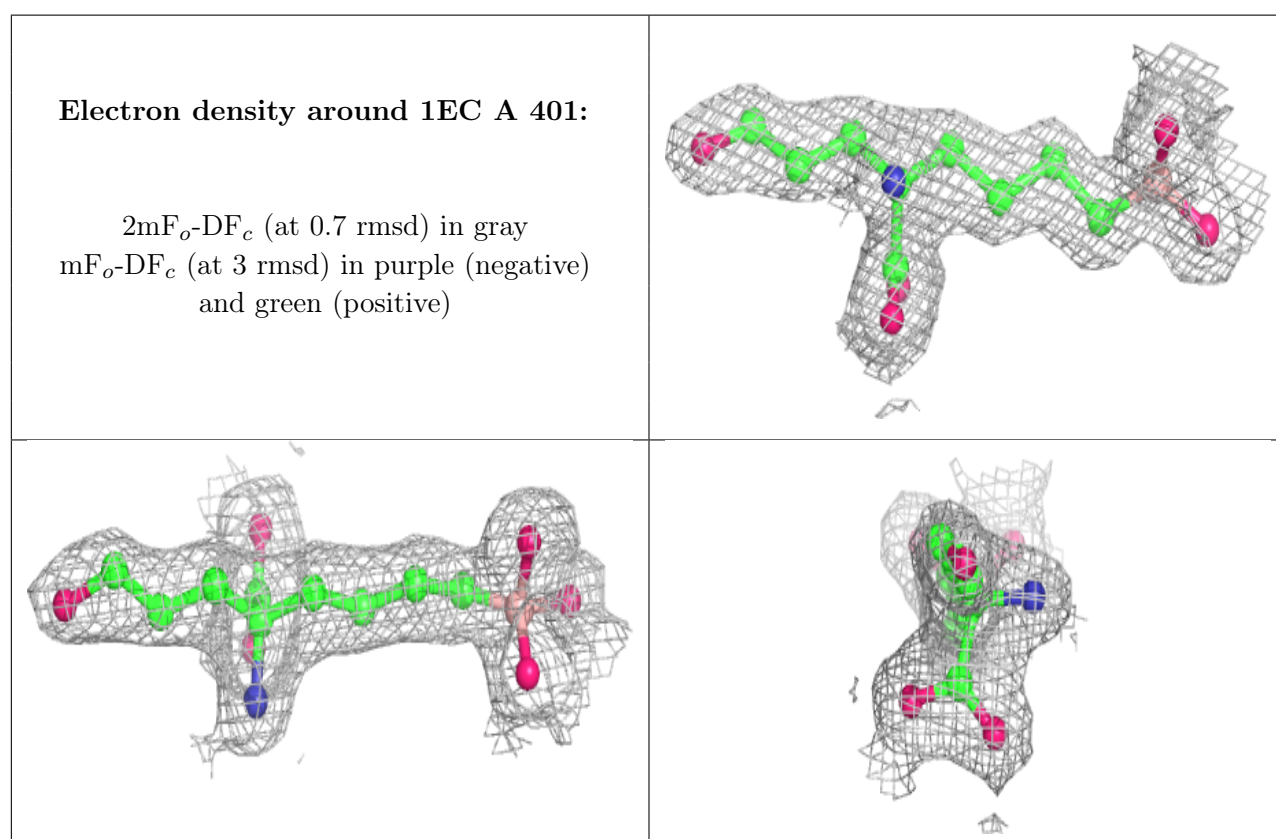 Electron density around 1EC A 401:
2mFo-DFc (at 0.7 rmsd) in gray
mFo-DFc (at 3 rmsd) in purple (negative)
and green (positive)